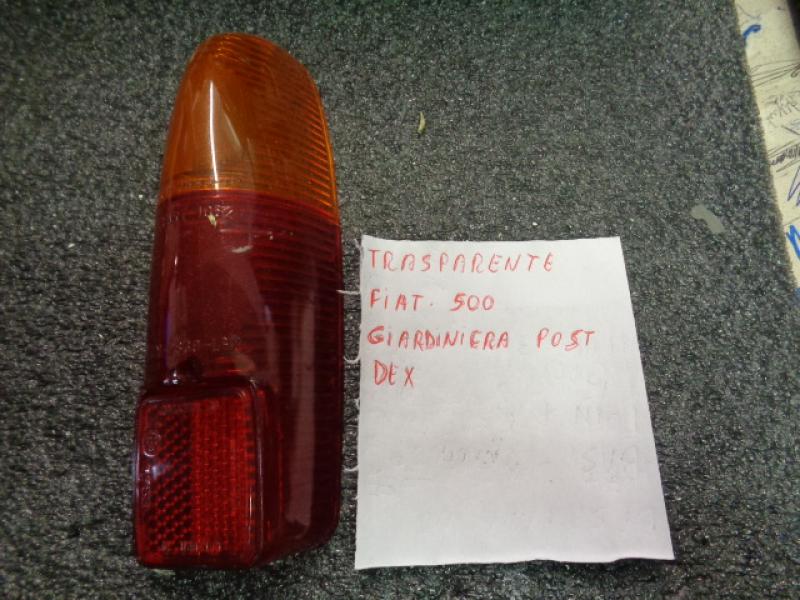 TRASPARENTE
FIAT. 500
GIARDINIERA POST
DEX